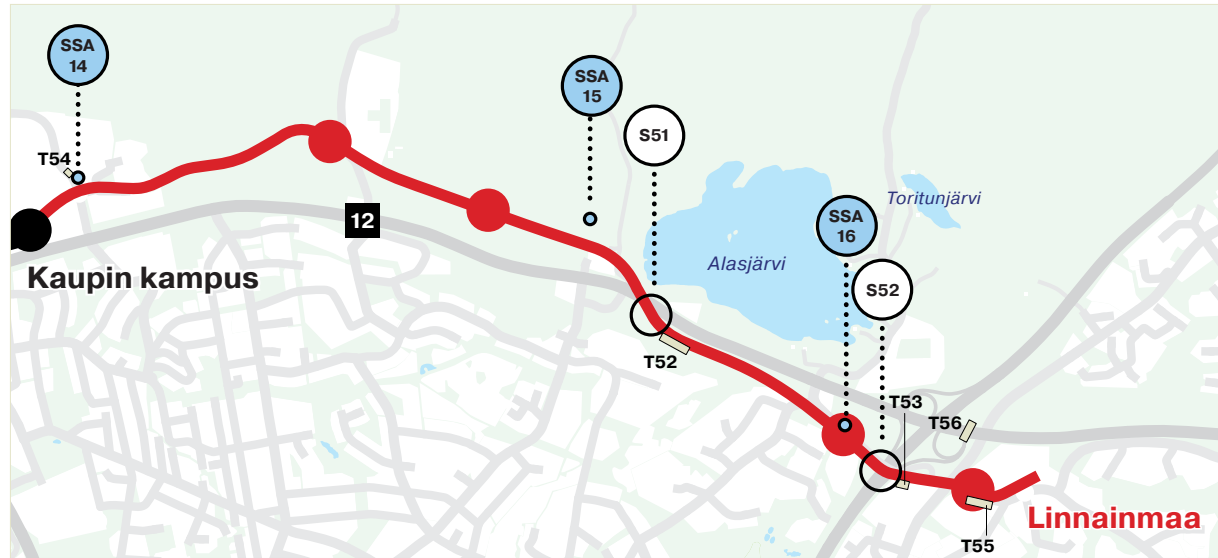 SSA
14
SSA
15
S51
T54
12
Kaupin kampus
Toritunjärvi
SSA
16
Alasjärvi
S52
T52
T53
T56
Linnainmaa
T55